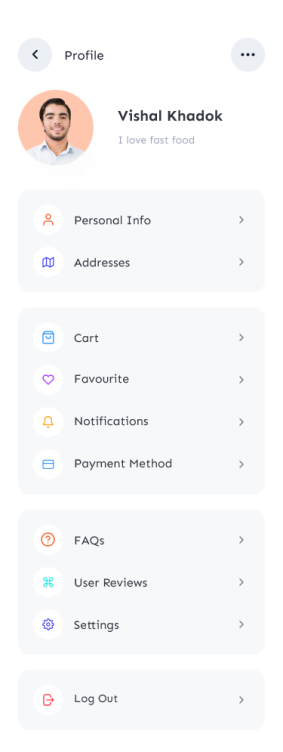 Profile
Vishal Khadok
I love fast food
Personal Info
Addresses
Cart
Favourite
Notifications
Payment Method
FAQs
User Reviews
Settings
Log Out